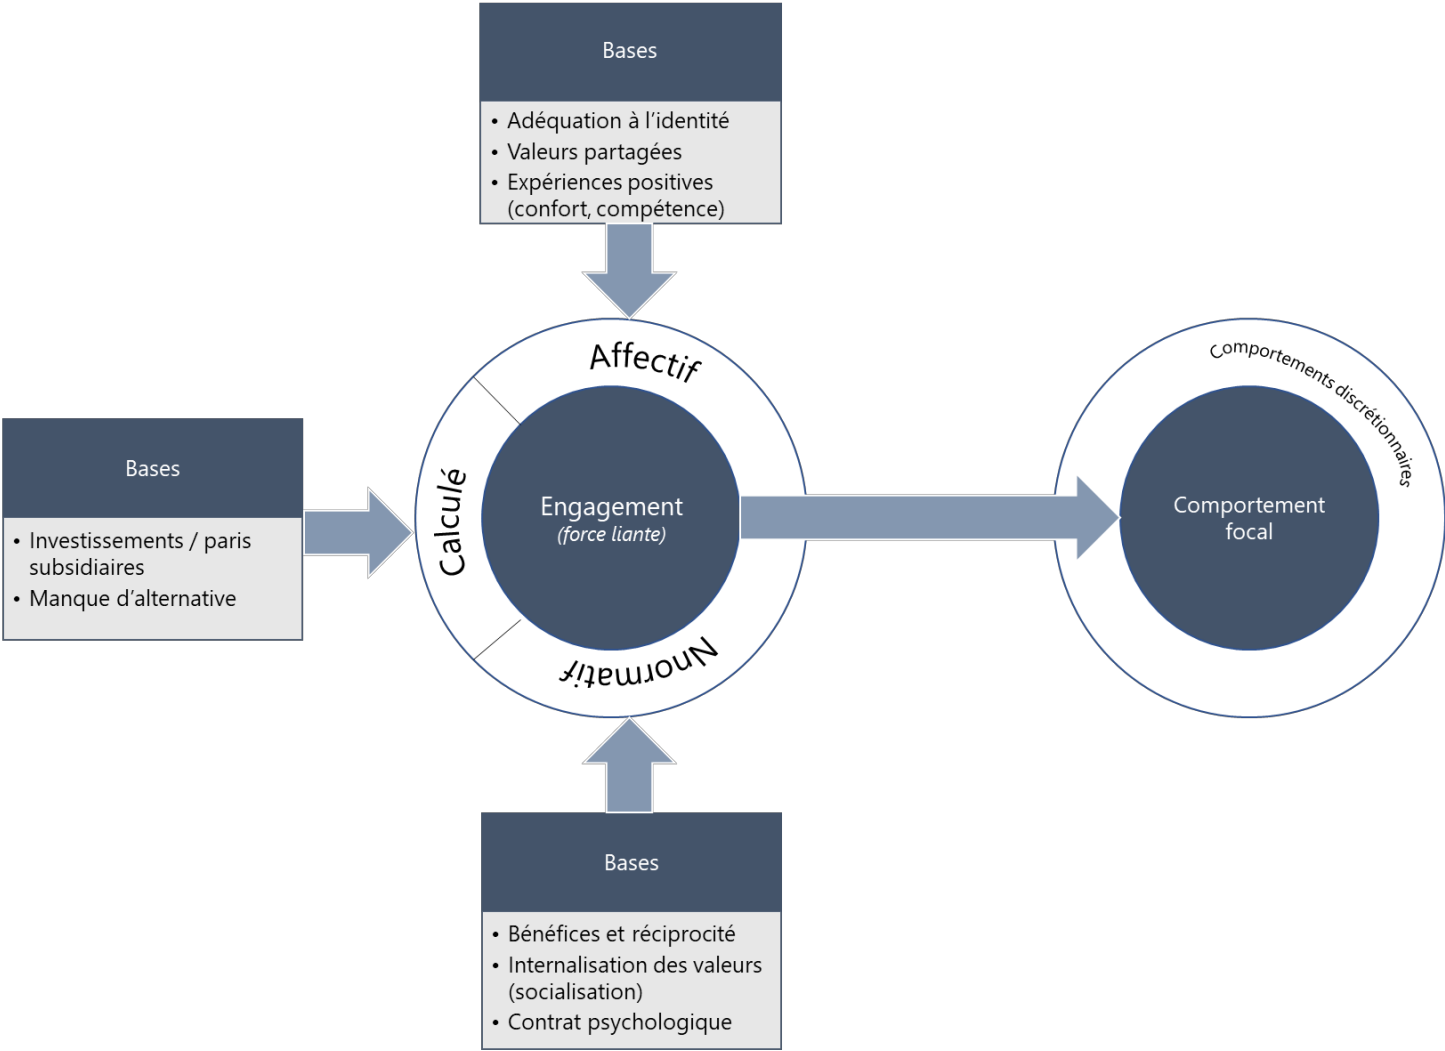 Bases
• Adéquation à l’identité
• Valeurs partagées
• Expériences positives
(confort, compétence)
Affectif
Comportements discrétionnaires
Bases
• Investissements / paris
subsidiaires
• Manque d’alternative
Calculé
Engagement
(force liante)
Comportement
focal
Nnormatif
Bases
• Bénéfices et réciprocité
• Internalisation des valeurs
(socialisation)
• Contrat psychologique